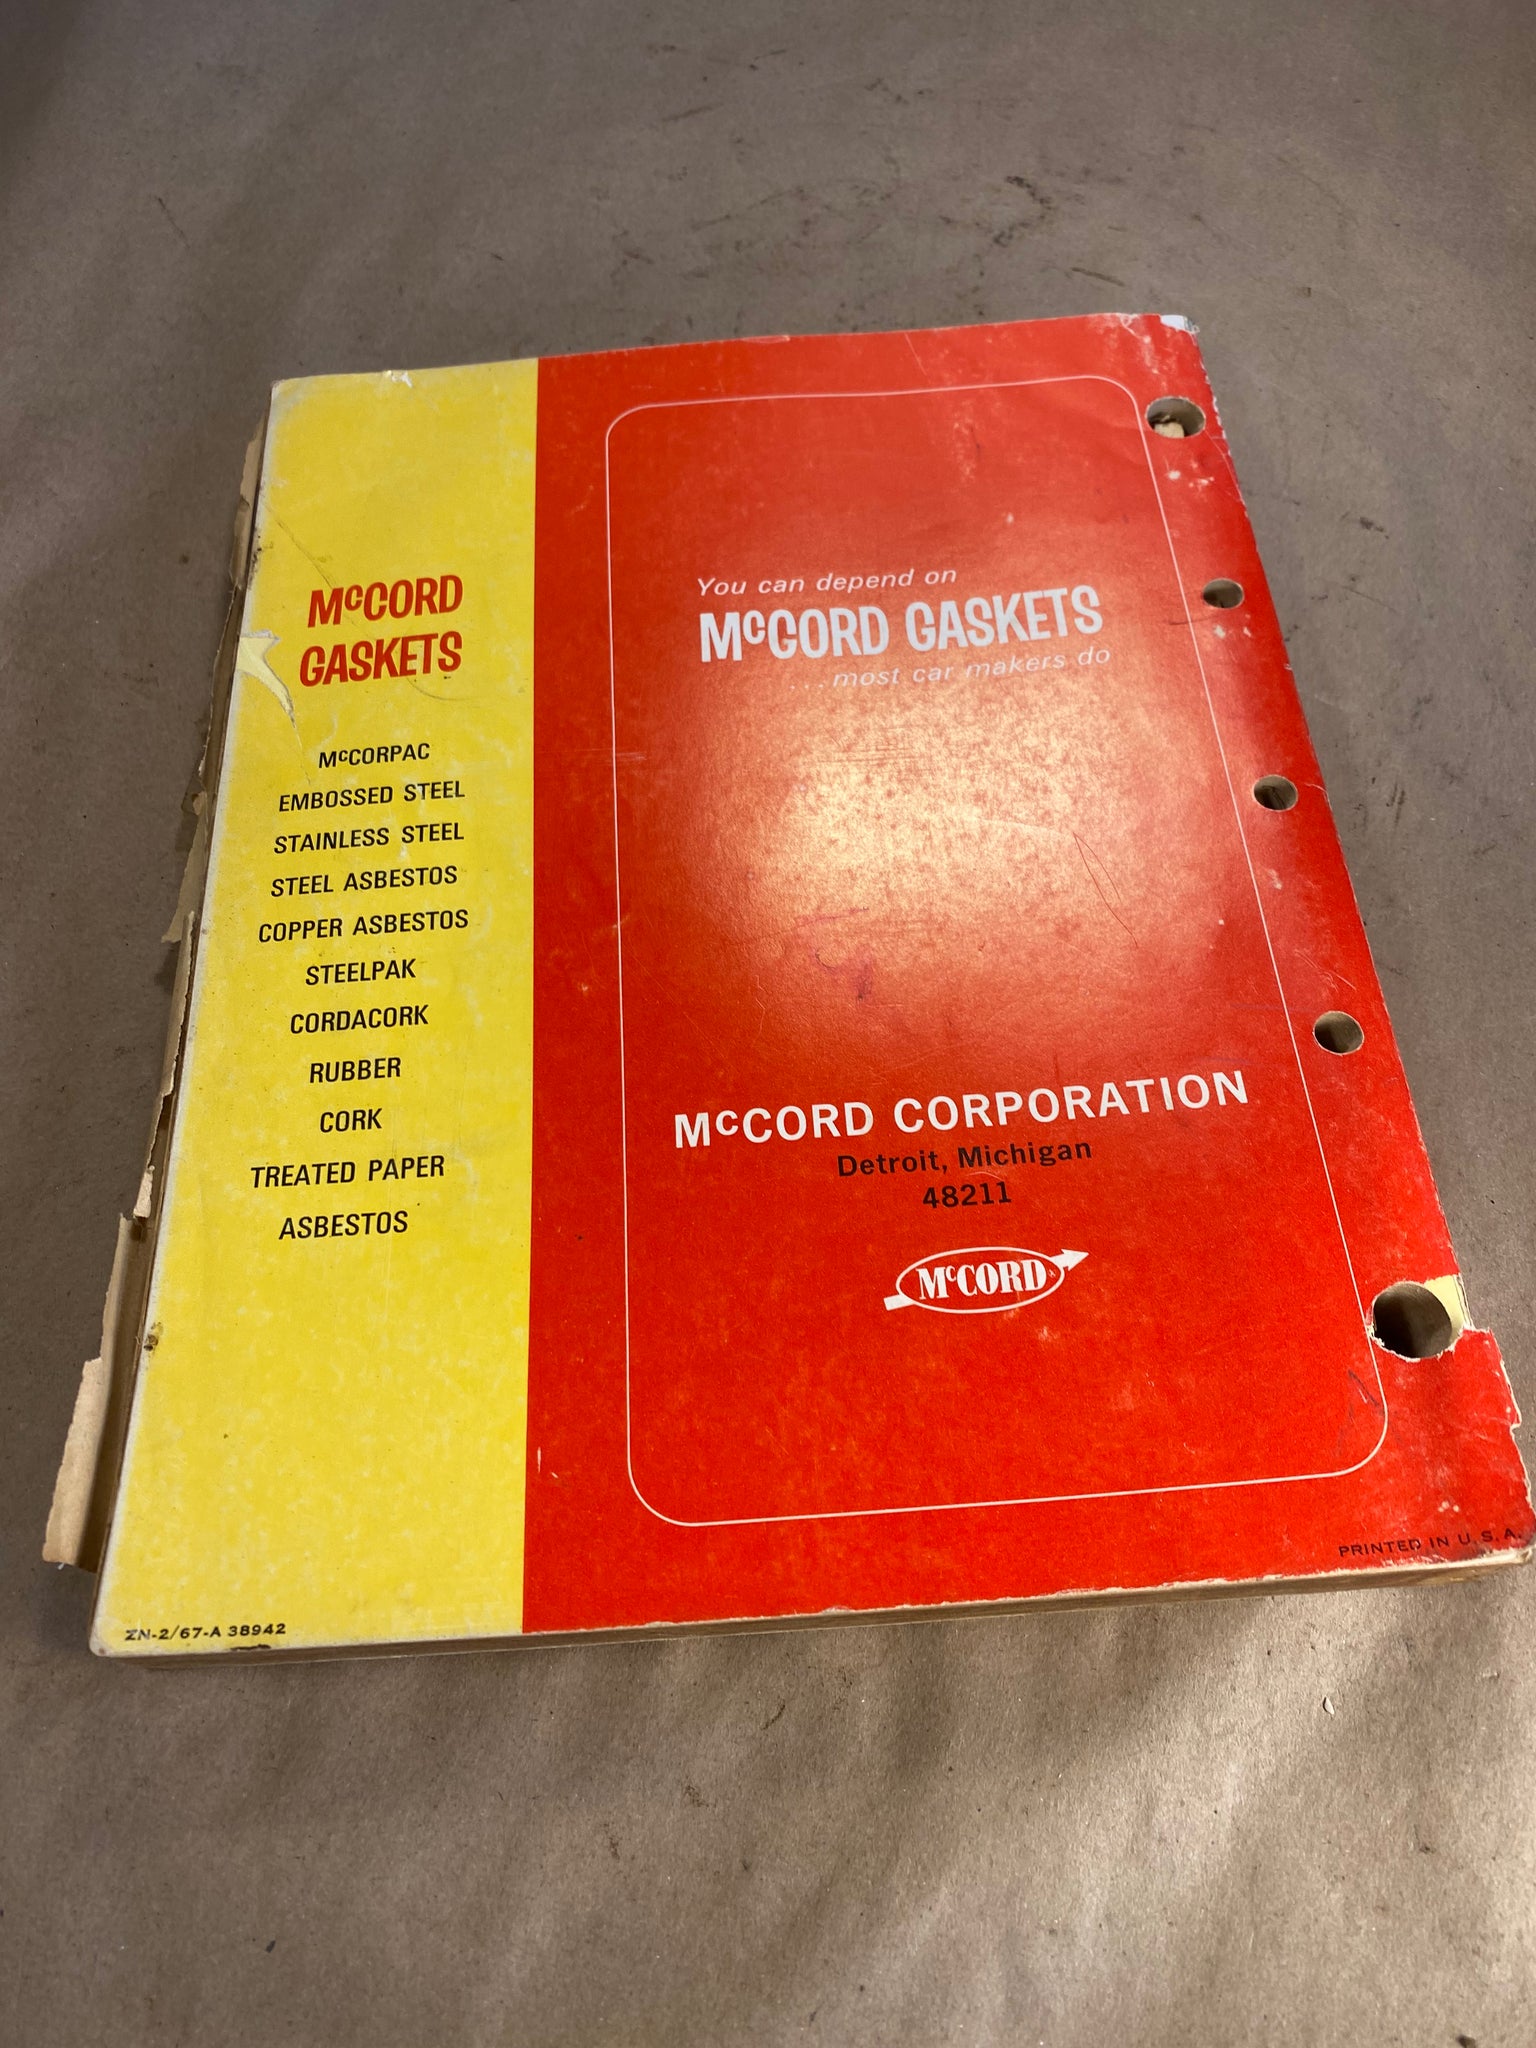 McCORD
GASKETS
McCORPAC
EMBOSSED STEEL
STAINLESS STEEL
STEEL ASBESTOS
COPPER ASBESTOS
STEELPAK
CORDACORK
RUBBER
CORK
TREATED PAPER
ASBESTOS
ZN-2/67-A 38942
You can depend on
McCORD GASKETS
...most car makers do
McCORD CORPORATION
Detroit, Michigan
48211
McCORD
PRINTED IN U.S.A.